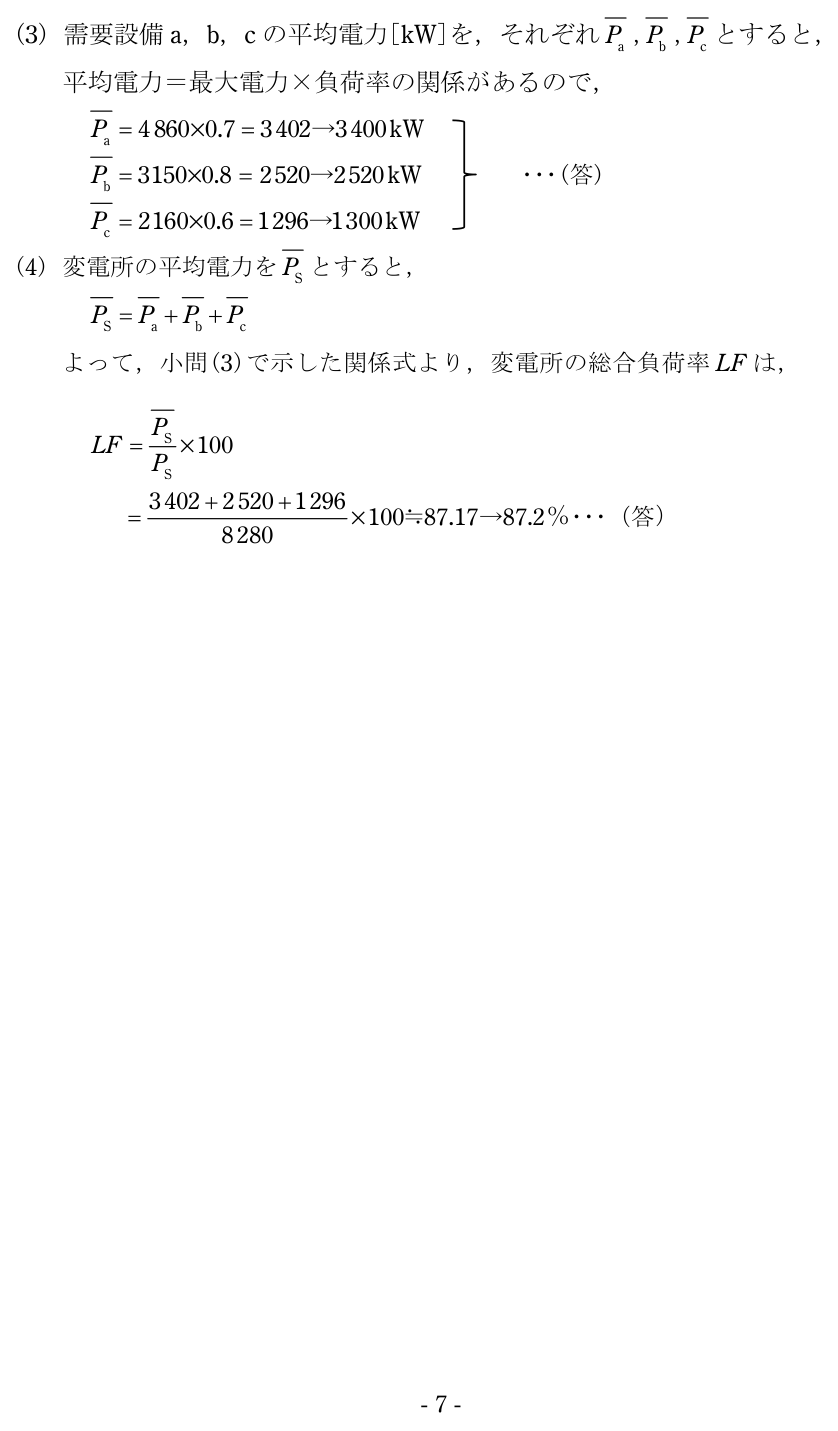 (3) 需要設備 a，b，c の平均電力[kW]を，それぞれ P̅a , P̅b , P̅c とすると，
平均電力＝最大電力×負荷率の関係があるので，
P̅a = 4 860×0.7 = 3 402→3 400 kW
P̅b = 3150×0.8 = 2 520→2 520 kW ･･･(答)
P̅c = 2 160×0.6 = 1 296→1 300 kW
(4) 変電所の平均電力を P̅S とすると，
P̅S = P̅a + P̅b + P̅c
よって，小問(3)で示した関係式より，変電所の総合負荷率 LF は，
LF = P̅S / PS ×100
= (3 402 + 2 520 + 1 296) / 8 280 ×100≒87.17→87.2％･･･（答）
- 7 -